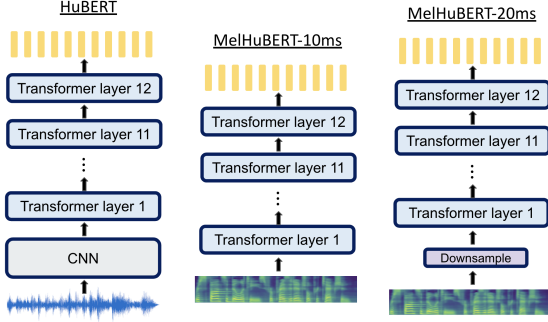 HuBERT
Transformer layer 12
Transformer layer 11
Transformer layer 1
CNN
MelHuBERT-10ms
Transformer layer 12
Transformer layer 11
Transformer layer 1
MelHuBERT-20ms
Transformer layer 12
Transformer layer 11
Transformer layer 1
Downsample